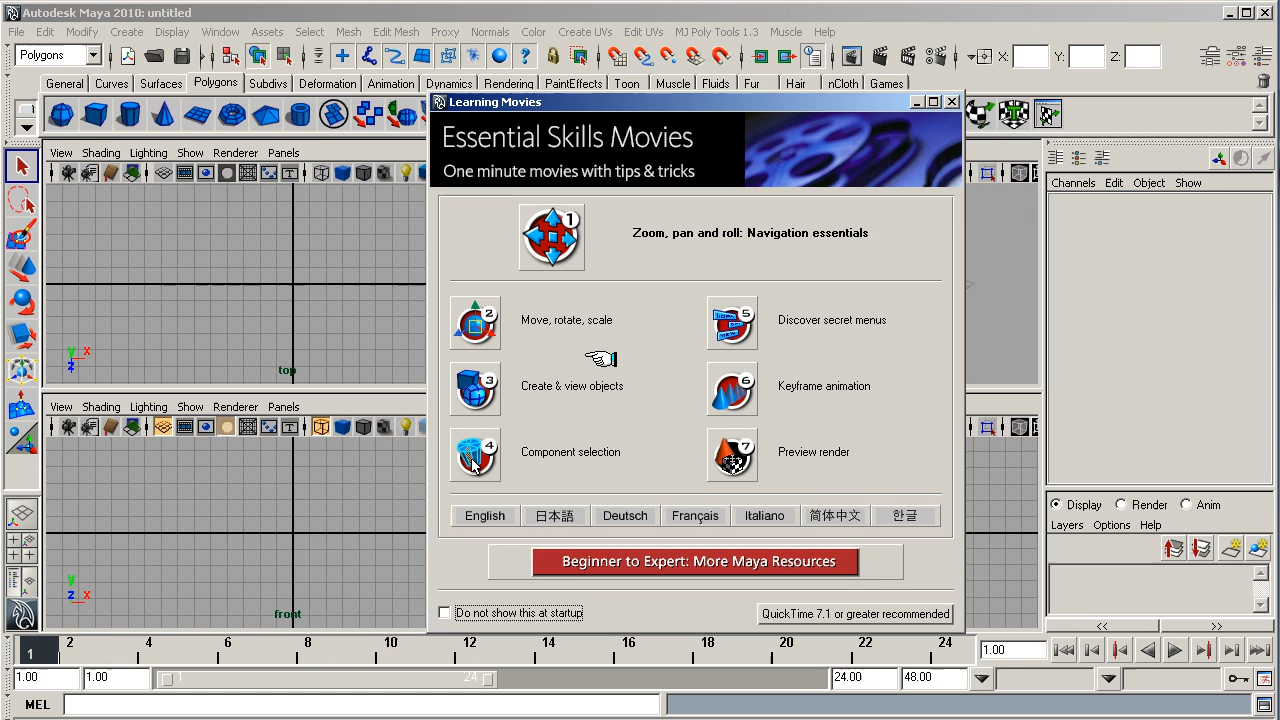 Autodesk Maya 2010: untitled
File Edit Modify Create Display Window Assets Select Mesh Edit Mesh Proxy Normals Color Create UVs Edit UVs MJ Poly Tools 1.3 Muscle Help
Polygons X: Y: Z:
General Curves Surfaces Polygons Subdivs Deformation Animation Dynamics Rendering PaintEffects Toon Muscle Fluids Fur Hair nCloth Games
Learning Movies
Essential Skills Movies
One minute movies with tips & tricks
View Shading Lighting Show Renderer Panels
Channels Edit Object Show
1
Zoom, pan and roll: Navigation essentials
2 Move, rotate, scale
5 Discover secret menus
y x
z
top
3 Create & view objects
6 Keyframe animation
View Shading Lighting Show Renderer Panels
4 Component selection
7 Preview render
English 日本語 Deutsch Français Italiano 简体中文 한글
Display Render Anim
Layers Options Help
Beginner to Expert: More Maya Resources
y
z x
front
Do not show this at startup
QuickTime 7.1 or greater recommended
<< >>
1 2 4 6 8 10 12 14 16 18 20 22 24 1.00
1.00 1.00 1 24 24.00 48.00
MEL